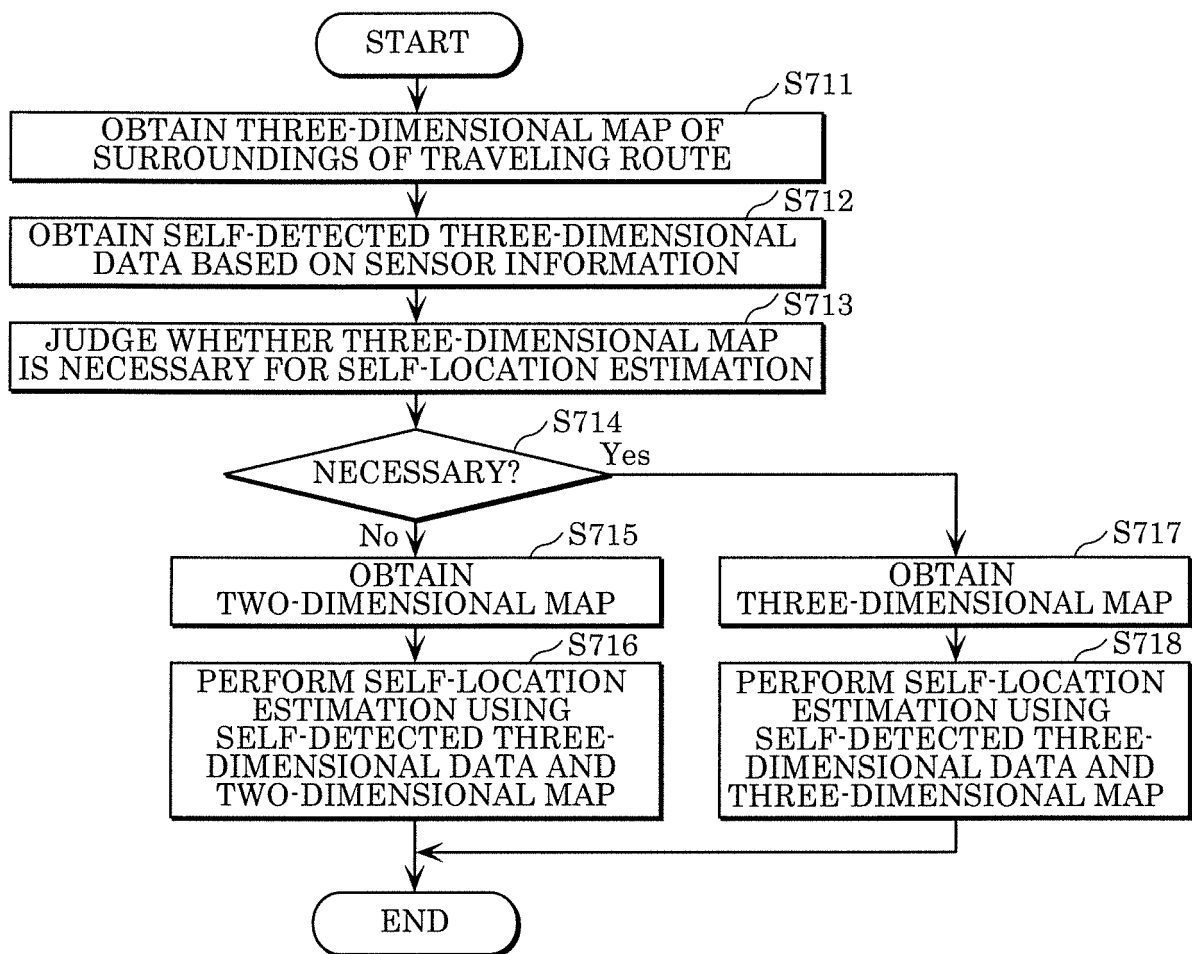 START
S711
OBTAIN THREE-DIMENSIONAL MAP OF
SURROUNDINGS OF TRAVELING ROUTE
S712
OBTAIN SELF-DETECTED THREE-DIMENSIONAL
DATA BASED ON SENSOR INFORMATION
S713
JUDGE WHETHER THREE-DIMENSIONAL MAP
IS NECESSARY FOR SELF-LOCATION ESTIMATION
S714
NECESSARY?
Yes
No
S715
OBTAIN
TWO-DIMENSIONAL MAP
S716
PERFORM SELF-LOCATION
ESTIMATION USING
SELF-DETECTED THREE-
DIMENSIONAL DATA AND
TWO-DIMENSIONAL MAP
S717
OBTAIN
THREE-DIMENSIONAL MAP
S718
PERFORM SELF-LOCATION
ESTIMATION USING
SELF-DETECTED THREE-
DIMENSIONAL DATA AND
THREE-DIMENSIONAL MAP
END